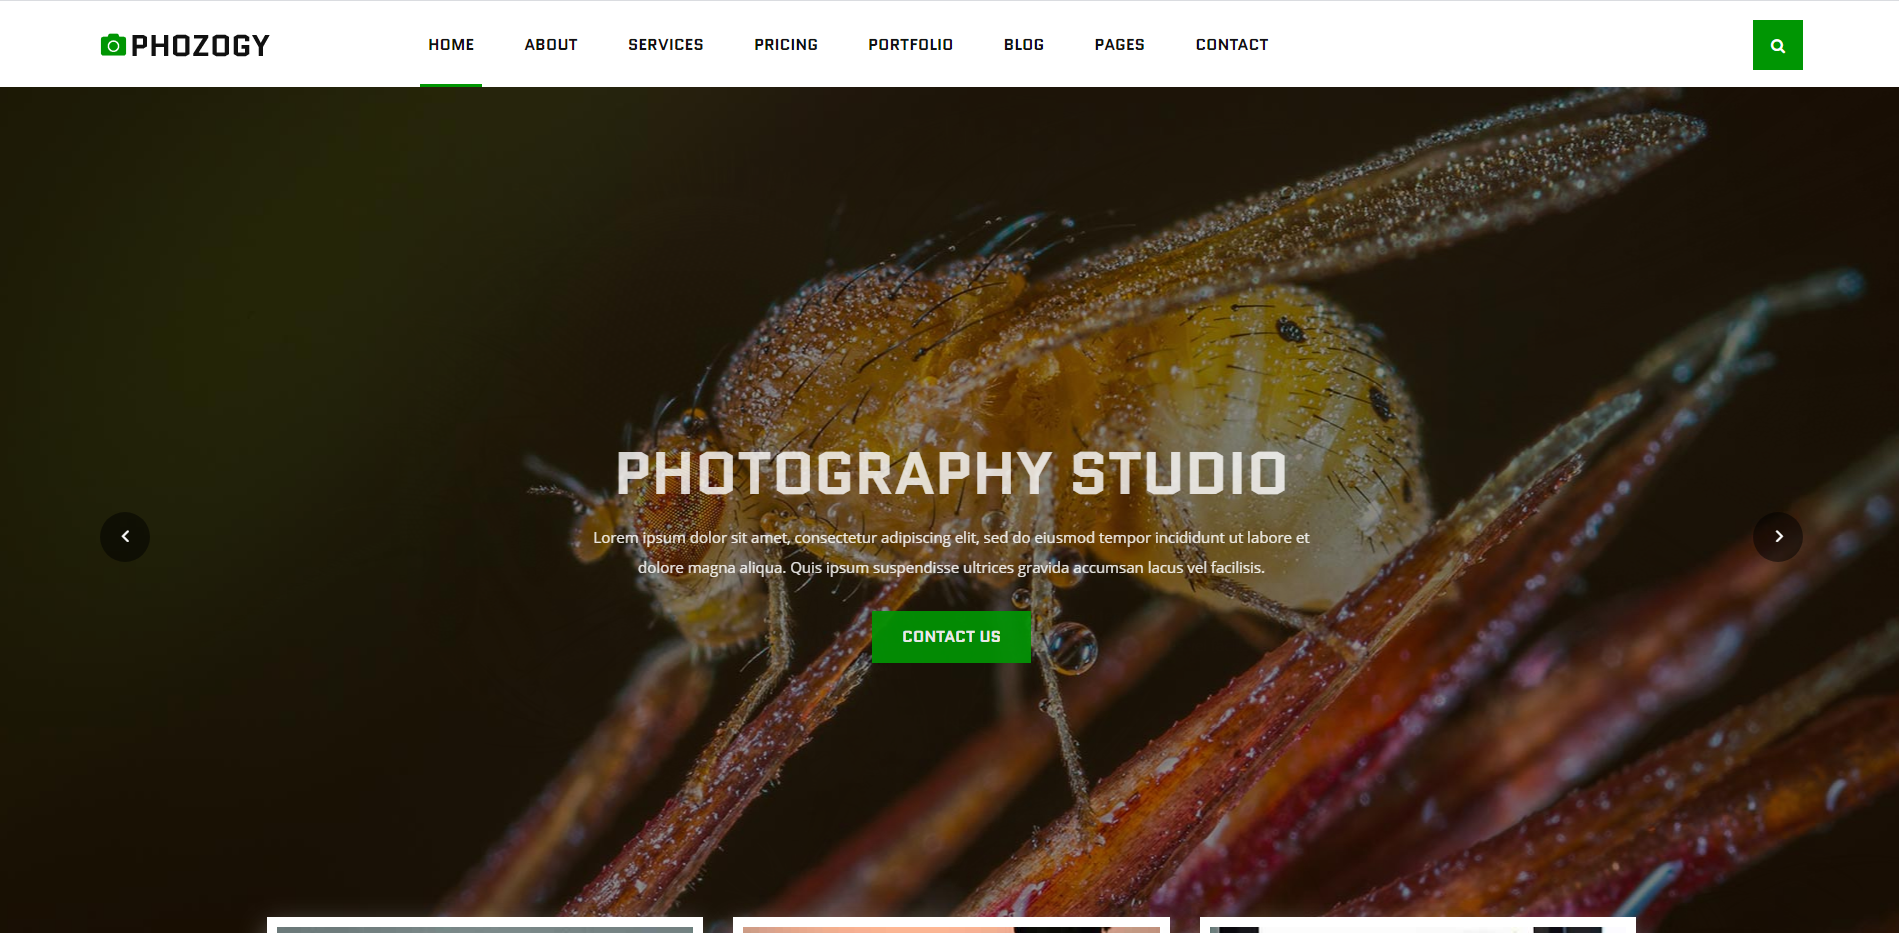 PHOZOGY
HOME ABOUT SERVICES PRICING PORTFOLIO BLOG PAGES CONTACT
PHOTOGRAPHY STUDIO
Lorem ipsum dolor sit amet, consectetur adipiscing elit, sed do eiusmod tempor incididunt ut labore et
dolore magna aliqua. Quis ipsum suspendisse ultrices gravida accumsan lacus vel facilisis.
CONTACT US